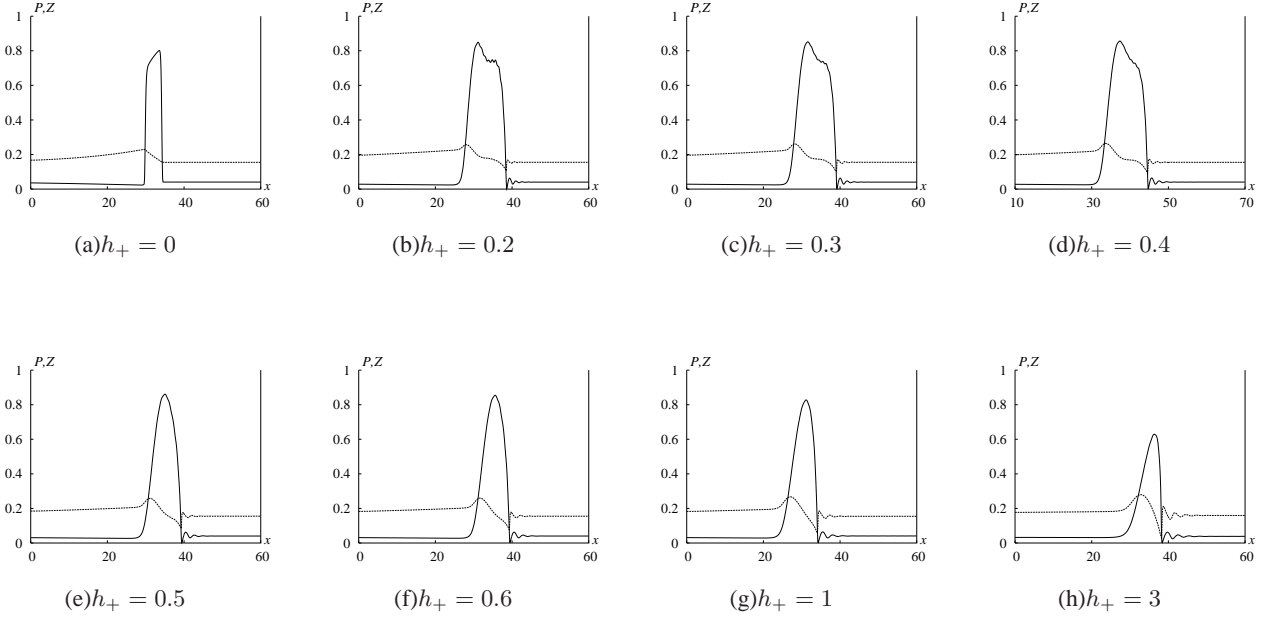 P,Z P,Z P,Z P,Z
1 1 1 1
0.8 0.8 0.8 0.8
0.6 0.6 0.6 0.6
0.4 0.4 0.4 0.4
0.2 0.2 0.2 0.2
0 x 0 x 0 x 0 x
0 20 40 60 0 20 40 60 0 20 40 60 10 30 50 70
(a)h₊ = 0 (b)h₊ = 0.2 (c)h₊ = 0.3 (d)h₊ = 0.4
P,Z P,Z P,Z P,Z
1 1 1 1
0.8 0.8 0.8 0.8
0.6 0.6 0.6 0.6
0.4 0.4 0.4 0.4
0.2 0.2 0.2 0.2
0 x 0 x 0 x 0 x
0 20 40 60 0 20 40 60 0 20 40 60 0 20 40 60
(e)h₊ = 0.5 (f)h₊ = 0.6 (g)h₊ = 1 (h)h₊ = 3